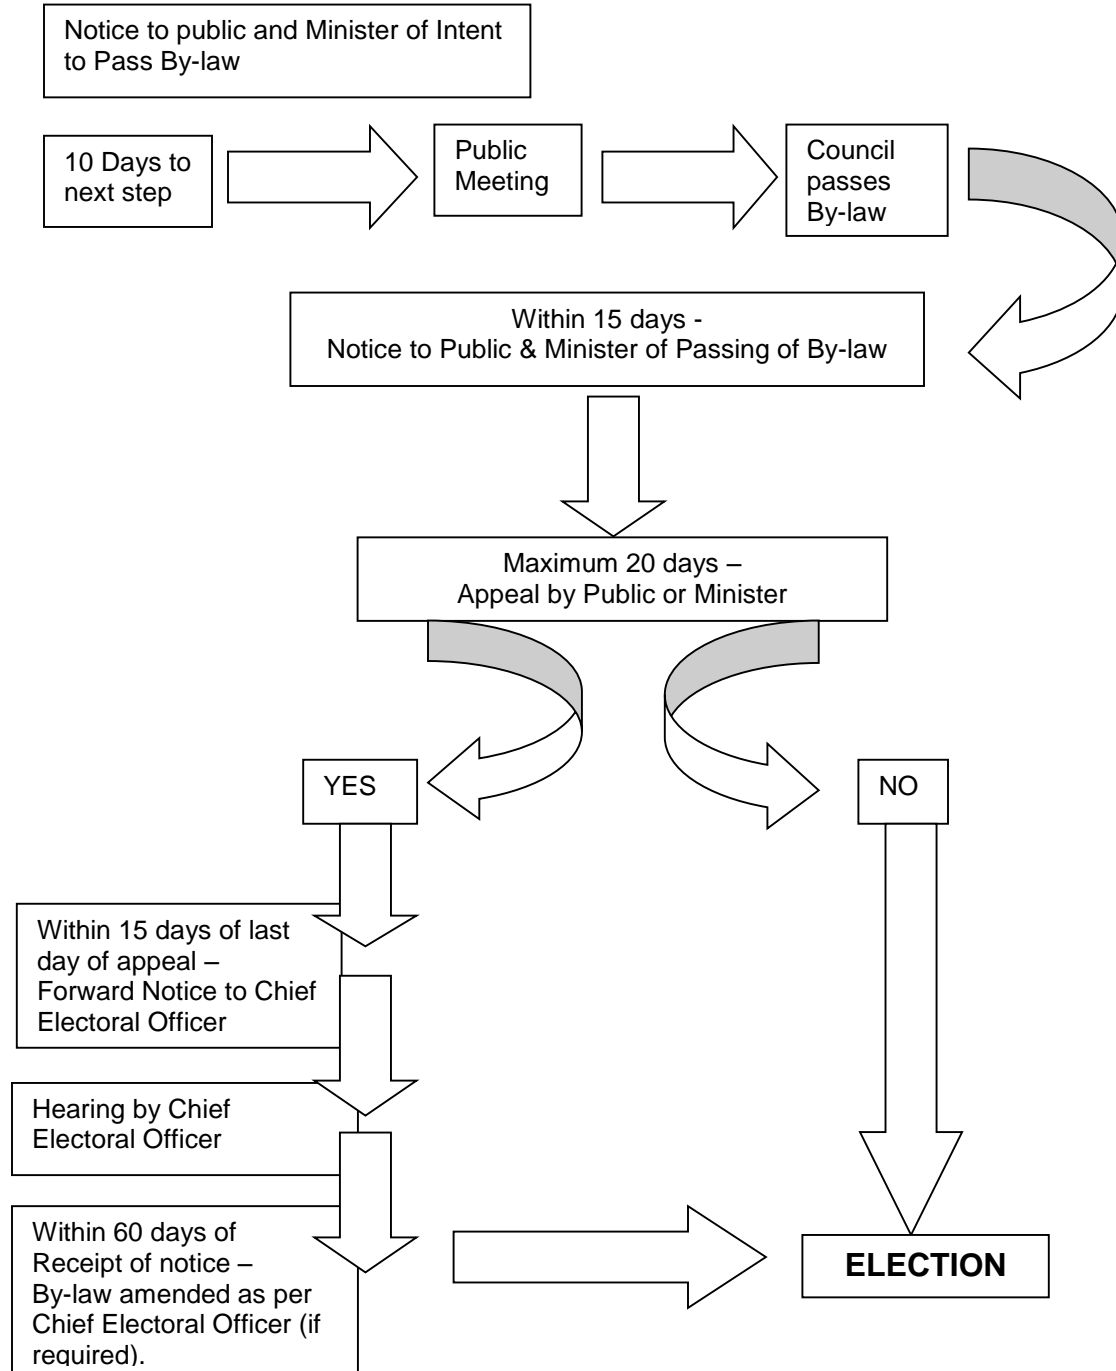 Notice to public and Minister of Intent
to Pass By-law
10 Days to
next step
Public
Meeting
Council
passes
By-law
Within 15 days -
Notice to Public & Minister of Passing of By-law
Maximum 20 days –
Appeal by Public or Minister
YES
NO
Within 15 days of last
day of appeal –
Forward Notice to Chief
Electoral Officer
Hearing by Chief
Electoral Officer
Within 60 days of
Receipt of notice –
By-law amended as per
Chief Electoral Officer (if
required).
ELECTION